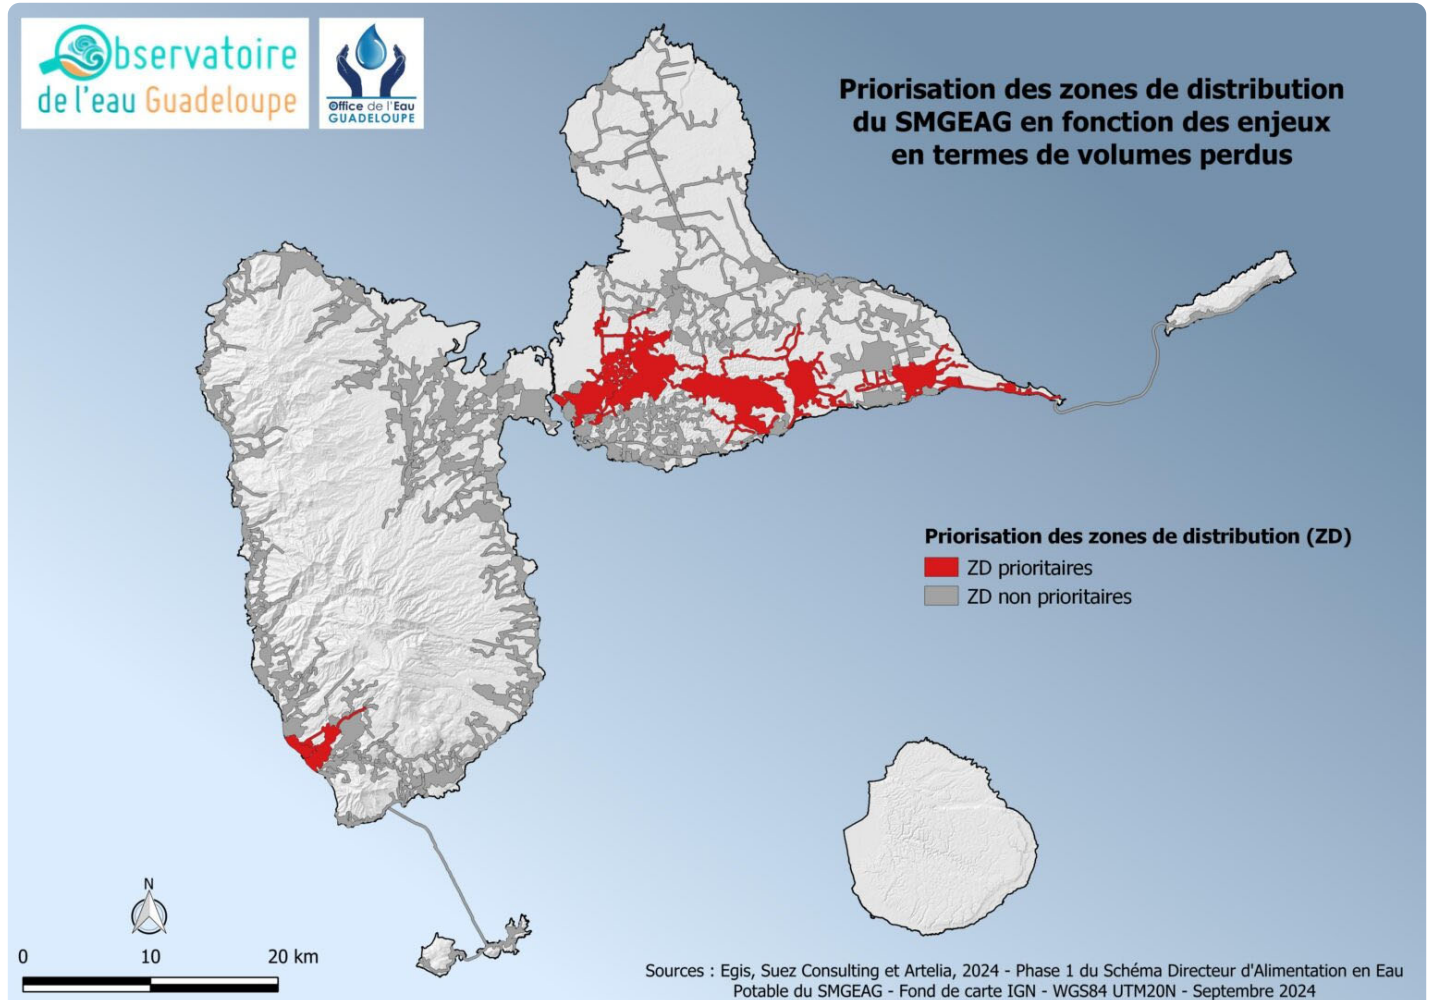 Observatoire
de l'eau Guadeloupe
Office de l'Eau
GUADELOUPE
Priorisation des zones de distribution
du SMGEAG en fonction des enjeux
en termes de volumes perdus
Priorisation des zones de distribution (ZD)
ZD prioritaires
ZD non prioritaires
N
0 10 20 km
Sources : Egis, Suez Consulting et Artelia, 2024 - Phase 1 du Schéma Directeur d'Alimentation en Eau
Potable du SMGEAG - Fond de carte IGN - WGS84 UTM20N - Septembre 2024